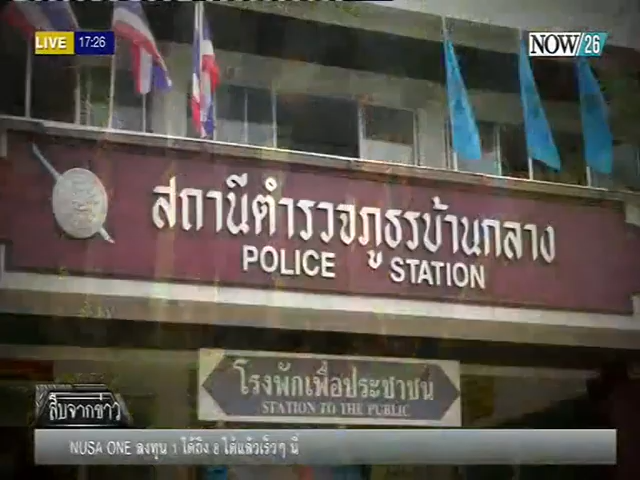 LIVE 17:26
NOW 26
สถานีตำรวจภูธรบ้านกลาง
POLICE STATION
โรงพักเพื่อประชาชน
STATION TO THE PUBLIC
สืบจากข่าว
NUSA ONE ลงทุน 1 ได้ถึง 8 ได้แล้วเร็วๆ นี้